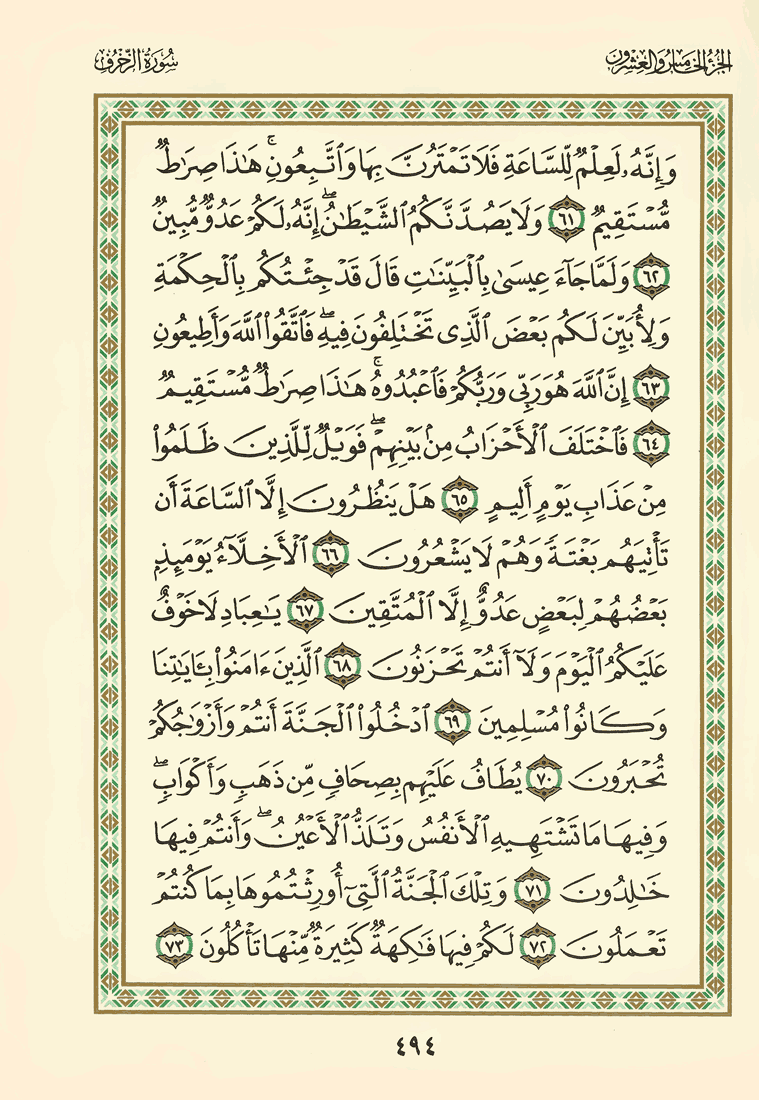 الجزء الخامس والعشرون
سورة الزخرف
وَإِنَّهُۥ لَعِلْمٌ لِّلسَّاعَةِ فَلَا تَمْتَرُنَّ بِهَا وَٱتَّبِعُونِ ۚ هَٰذَا صِرَٰطٌ
مُّسْتَقِيمٌ ٦١ وَلَا يَصُدَّنَّكُمُ ٱلشَّيْطَٰنُ ۖ إِنَّهُۥ لَكُمْ عَدُوٌّ مُّبِينٌ
٦٢ وَلَمَّا جَآءَ عِيسَىٰ بِٱلْبَيِّنَٰتِ قَالَ قَدْ جِئْتُكُم بِٱلْحِكْمَةِ
وَلِأُبَيِّنَ لَكُم بَعْضَ ٱلَّذِى تَخْتَلِفُونَ فِيهِ ۖ فَٱتَّقُوا۟ ٱللَّهَ وَأَطِيعُونِ
٦٣ إِنَّ ٱللَّهَ هُوَ رَبِّى وَرَبُّكُمْ فَٱعْبُدُوهُ ۚ هَٰذَا صِرَٰطٌ مُّسْتَقِيمٌ
٦٤ فَٱخْتَلَفَ ٱلْأَحْزَابُ مِنۢ بَيْنِهِمْ ۖ فَوَيْلٌ لِّلَّذِينَ ظَلَمُوا۟
مِنْ عَذَابِ يَوْمٍ أَلِيمٍ ٦٥ هَلْ يَنظُرُونَ إِلَّا ٱلسَّاعَةَ أَن
تَأْتِيَهُم بَغْتَةً وَهُمْ لَا يَشْعُرُونَ ٦٦ ٱلْأَخِلَّآءُ يَوْمَئِذٍۭ
بَعْضُهُمْ لِبَعْضٍ عَدُوٌّ إِلَّا ٱلْمُتَّقِينَ ٦٧ يَٰعِبَادِ لَا خَوْفٌ
عَلَيْكُمُ ٱلْيَوْمَ وَلَآ أَنتُمْ تَحْزَنُونَ ٦٨ ٱلَّذِينَ ءَامَنُوا۟ بِـَٔايَٰتِنَا
وَكَانُوا۟ مُسْلِمِينَ ٦٩ ٱدْخُلُوا۟ ٱلْجَنَّةَ أَنتُمْ وَأَزْوَٰجُكُمْ
تُحْبَرُونَ ٧٠ يُطَافُ عَلَيْهِم بِصِحَافٍ مِّن ذَهَبٍ وَأَكْوَابٍ ۖ
وَفِيهَا مَا تَشْتَهِيهِ ٱلْأَنفُسُ وَتَلَذُّ ٱلْأَعْيُنُ ۖ وَأَنتُمْ فِيهَا
خَٰلِدُونَ ٧١ وَتِلْكَ ٱلْجَنَّةُ ٱلَّتِىٓ أُورِثْتُمُوهَا بِمَا كُنتُمْ
تَعْمَلُونَ ٧٢ لَكُمْ فِيهَا فَٰكِهَةٌ كَثِيرَةٌ مِّنْهَا تَأْكُلُونَ ٧٣
٤٩٤